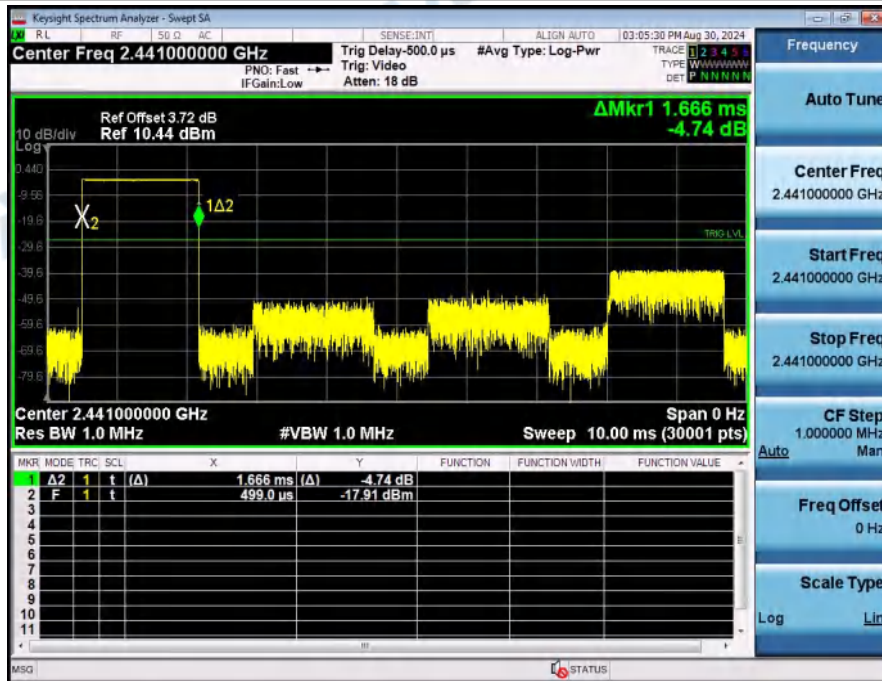 Keysight Spectrum Analyzer - Swept SA
LXI RL RF 50 Ω AC SENSE:INT ALIGN AUTO 03:05:30 PM Aug 30, 2024
Center Freq 2.441000000 GHz Trig Delay-500.0 µs #Avg Type: Log-Pwr TRACE 1 2 3 4 5 6
PNO: Fast Trig: Video TYPE WWWWWWW
IFGain:Low Atten: 18 dB DET P N N N N N
ΔMkr1 1.666 ms
-4.74 dB
Ref Offset 3.72 dB
10 dB/div Ref 10.44 dBm
Log
0.440
-9.56
-19.6
-29.6
-39.6
-49.6
-59.6
-69.6
-79.6
X2
1Δ2
TRIG LVL
Center 2.441000000 GHz Span 0 Hz
Res BW 1.0 MHz #VBW 1.0 MHz Sweep 10.00 ms (30001 pts)
MKR MODE TRC SCL X Y FUNCTION FUNCTION WIDTH FUNCTION VALUE
1 Δ2 1 t (Δ) 1.666 ms (Δ) -4.74 dB
2 F 1 t 499.0 µs -17.91 dBm
3
4
5
6
7
8
9
10
11
MSG STATUS
Frequency
Auto Tune
Center Freq
2.441000000 GHz
Start Freq
2.441000000 GHz
Stop Freq
2.441000000 GHz
CF Step
1.000000 MHz
Auto Man
Freq Offset
0 Hz
Scale Type
Log Lin